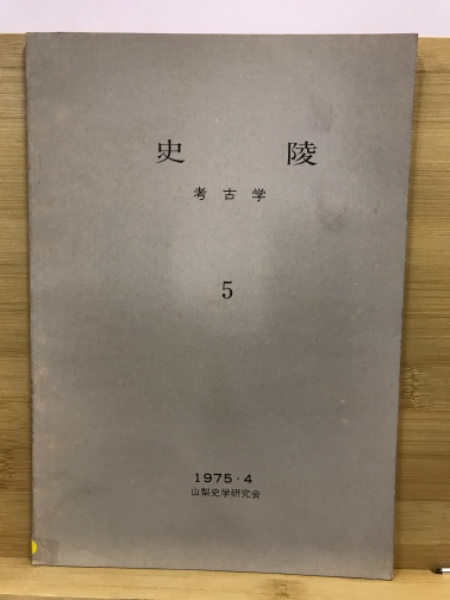 史 陵
考古学
5
1975・4
山梨史学研究会